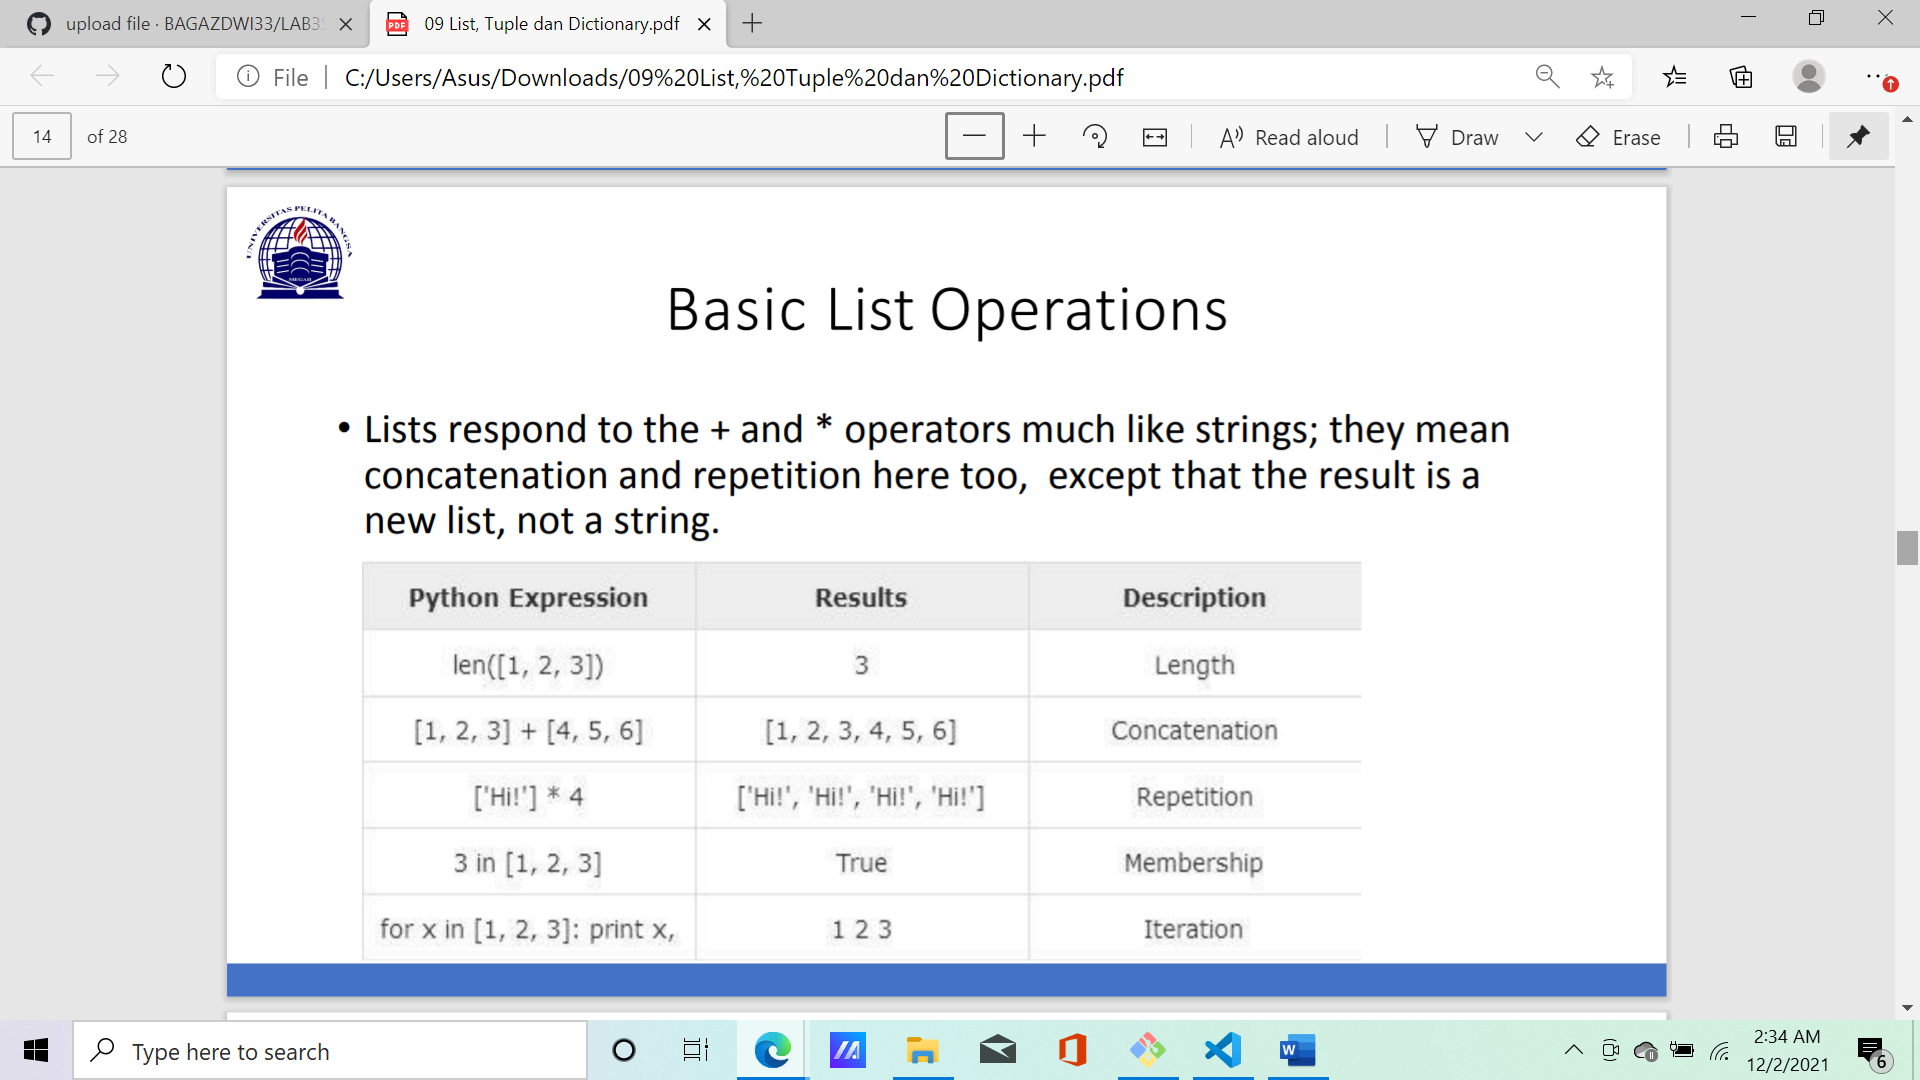 upload file · BAGAZDWI33/LAB3
09 List, Tuple dan Dictionary.pdf
File
C:/Users/Asus/Downloads/09%20List,%20Tuple%20dan%20Dictionary.pdf
14
of 28
Read aloud
Draw
Erase
UNIVERSITAS PELITA BANGSA
Basic List Operations
• Lists respond to the + and * operators much like strings; they mean
concatenation and repetition here too, except that the result is a
new list, not a string.
Python Expression Results Description
len([1, 2, 3]) 3 Length
[1, 2, 3] + [4, 5, 6] [1, 2, 3, 4, 5, 6] Concatenation
['Hi!'] * 4 ['Hi!', 'Hi!', 'Hi!', 'Hi!'] Repetition
3 in [1, 2, 3] True Membership
for x in [1, 2, 3]: print x, 1 2 3 Iteration
Type here to search
2:34 AM
12/2/2021
6